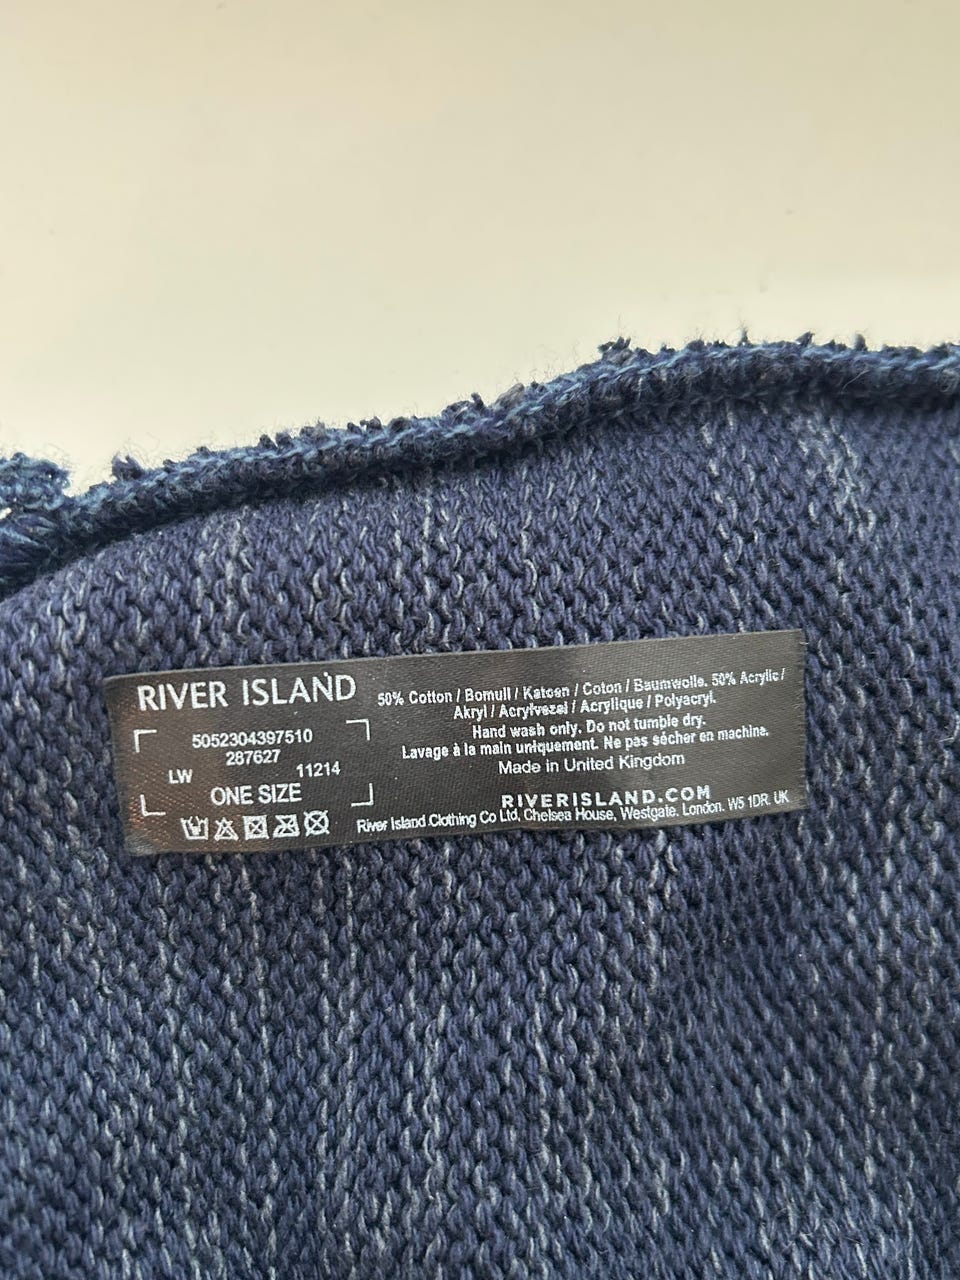 RIVER ISLAND
5052304397510
287627
LW 11214
ONE SIZE
50% Cotton / Bomull / Katoen / Coton / Baumwolle. 50% Acrylic /
Akryl / Acrylvezel / Acrylique / Polyacryl.
Hand wash only. Do not tumble dry.
Lavage à la main uniquement. Ne pas sécher en machine.
Made in United Kingdom
RIVERISLAND.COM
River Island Clothing Co Ltd, Chelsea House, Westgate. London. W5 1DR. UK